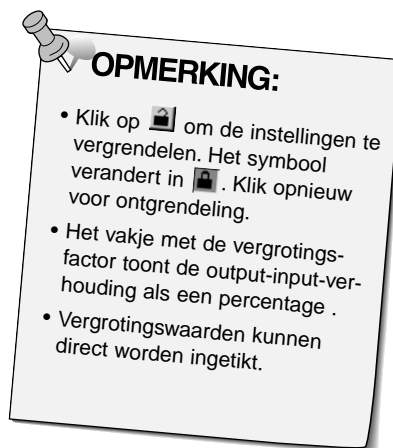 OPMERKING:
• Klik op om de instellingen te
vergrendelen. Het symbool
verandert in . Klik opnieuw
voor ontgrendeling.
• Het vakje met de vergrotings-
factor toont de output-input-ver-
houding als een percentage .
• Vergrotingswaarden kunnen
direct worden ingetikt.